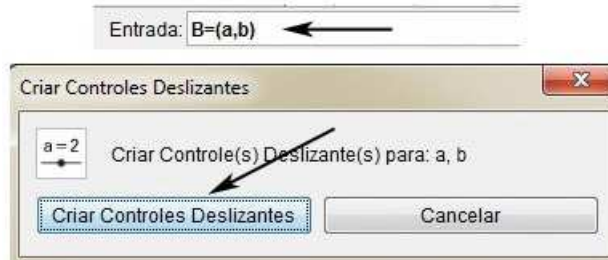 Entrada: B=(a,b)
Criar Controles Deslizantes
a=2
Criar Controle(s) Deslizante(s) para: a, b
Criar Controles Deslizantes
Cancelar